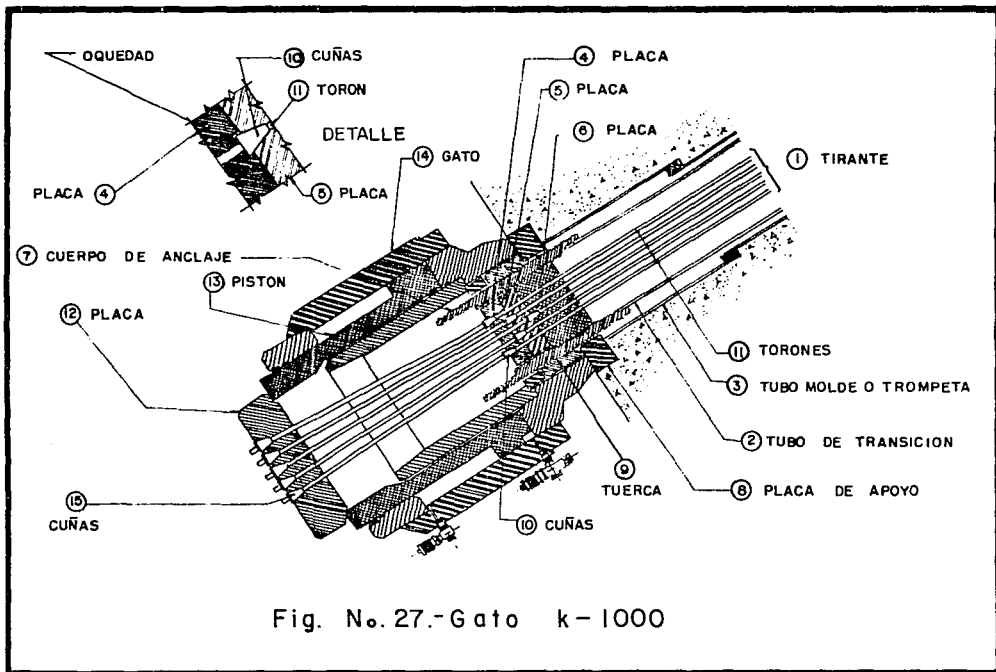 OQUEDAD
⑩ CUÑAS
⑪ TORON
DETALLE
PLACA ④
⑤ PLACA
④ PLACA
⑤ PLACA
⑥ PLACA
① TIRANTE
⑭ GATO
⑦ CUERPO DE ANCLAJE
⑬ PISTON
⑫ PLACA
⑪ TORONES
③ TUBO MOLDE O TROMPETA
② TUBO DE TRANSICION
⑨
TUERCA
⑧ PLACA DE APOYO
⑮
CUÑAS
⑩ CUÑAS
Fig. No. 27.-Gato k-1000